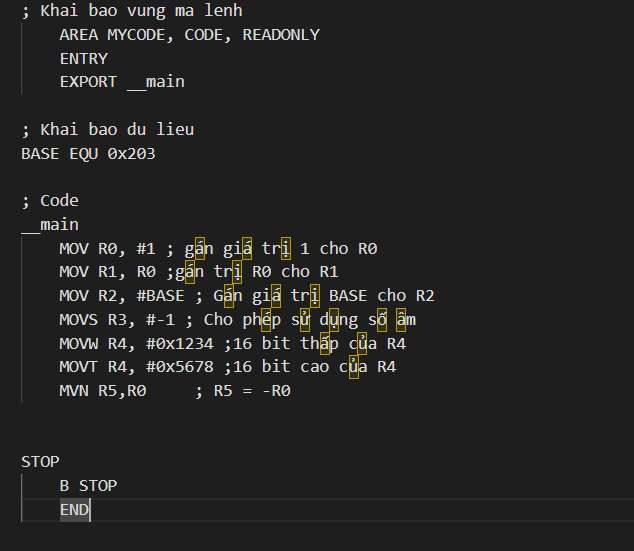 ; Khai bao vung ma lenh
AREA MYCODE, CODE, READONLY
ENTRY
EXPORT __main
; Khai bao du lieu
BASE EQU 0x203
; Code
__main
MOV R0, #1 ; gán giá trị 1 cho R0
MOV R1, R0 ;gán trị R0 cho R1
MOV R2, #BASE ; Gán giá trị BASE cho R2
MOVS R3, #-1 ; Cho phép sử dụng số âm
MOVW R4, #0x1234 ;16 bit thấp của R4
MOVT R4, #0x5678 ;16 bit cao của R4
MVN R5,R0     ; R5 = -R0
STOP
B STOP
END